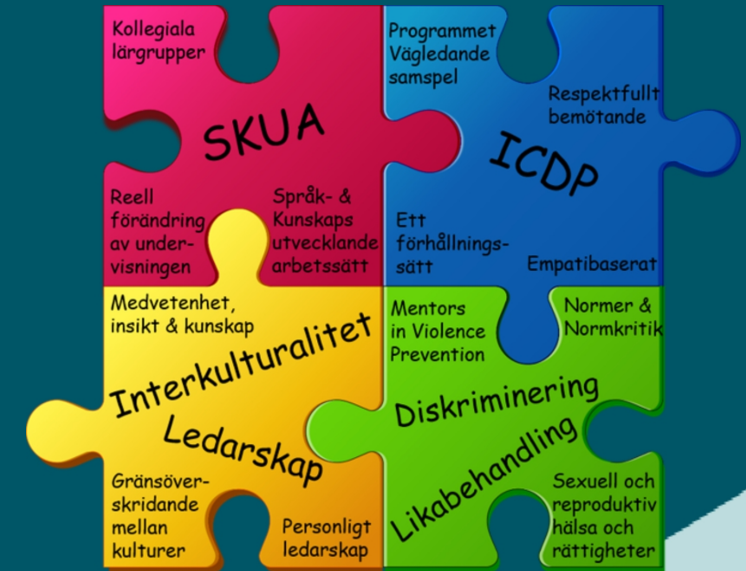 Kollegiala
lärgrupper
SKUA
Reell
förändring
av under-
visningen
Språk- &
Kunskaps
utvecklande
arbetssätt
Programmet
Vägledande
samspel
Respektfullt
bemötande
ICDP
Ett
förhållnings-
sätt
Empatibaserat
Medvetenhet,
insikt & kunskap
Interkulturalitet
Ledarskap
Gränsöver-
skridande
mellan
kulturer
Personligt
ledarskap
Mentors
in Violence
Prevention
Normer &
Normkritik
Diskriminering
Likabehandling
Sexuell och
reproduktiv
hälsa och
rättigheter